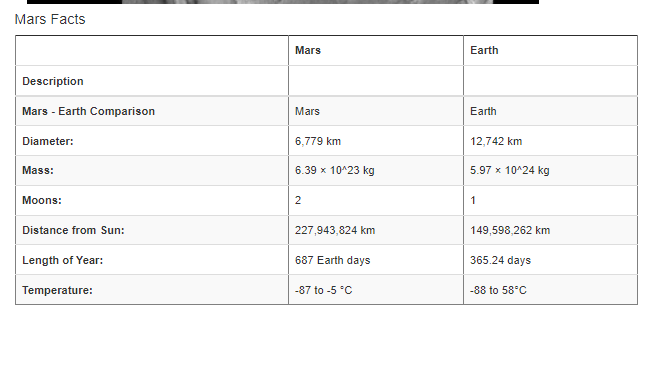 Mars Facts
Mars Earth
Description
Mars - Earth Comparison Mars Earth
Diameter: 6,779 km 12,742 km
Mass: 6.39 × 10^23 kg 5.97 × 10^24 kg
Moons: 2 1
Distance from Sun: 227,943,824 km 149,598,262 km
Length of Year: 687 Earth days 365.24 days
Temperature: -87 to -5 °C -88 to 58°C